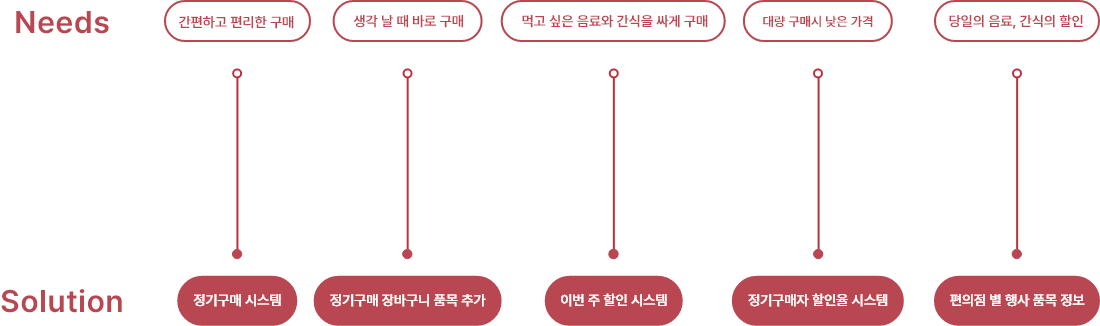 Needs
간편하고 편리한 구매
생각 날 때 바로 구매
먹고 싶은 음료와 간식을 싸게 구매
대량 구매시 낮은 가격
당일의 음료, 간식의 할인
Solution
정기구매 시스템
정기구매 장바구니 품목 추가
이번 주 할인 시스템
정기구매자 할인율 시스템
편의점 별 행사 품목 정보